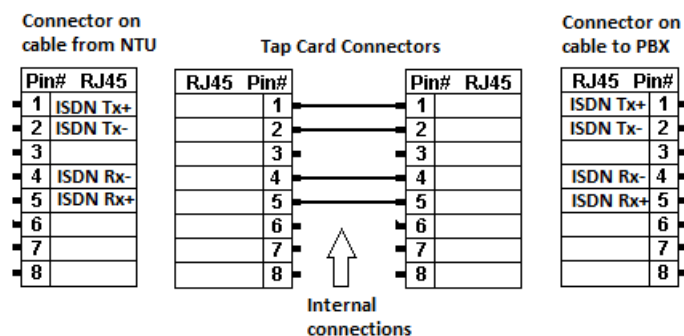 Connector on
cable from NTU
Pin# RJ45
1 ISDN Tx+
2 ISDN Tx-
3
4 ISDN Rx-
5 ISDN Rx+
6
7
8
Tap Card Connectors
RJ45 Pin#
1
2
3
4
5
6
7
8
Pin# RJ45
1
2
3
4
5
6
7
8
Internal
connections
Connector on
cable to PBX
RJ45 Pin#
ISDN Tx+ 1
ISDN Tx- 2
3
ISDN Rx- 4
ISDN Rx+ 5
6
7
8